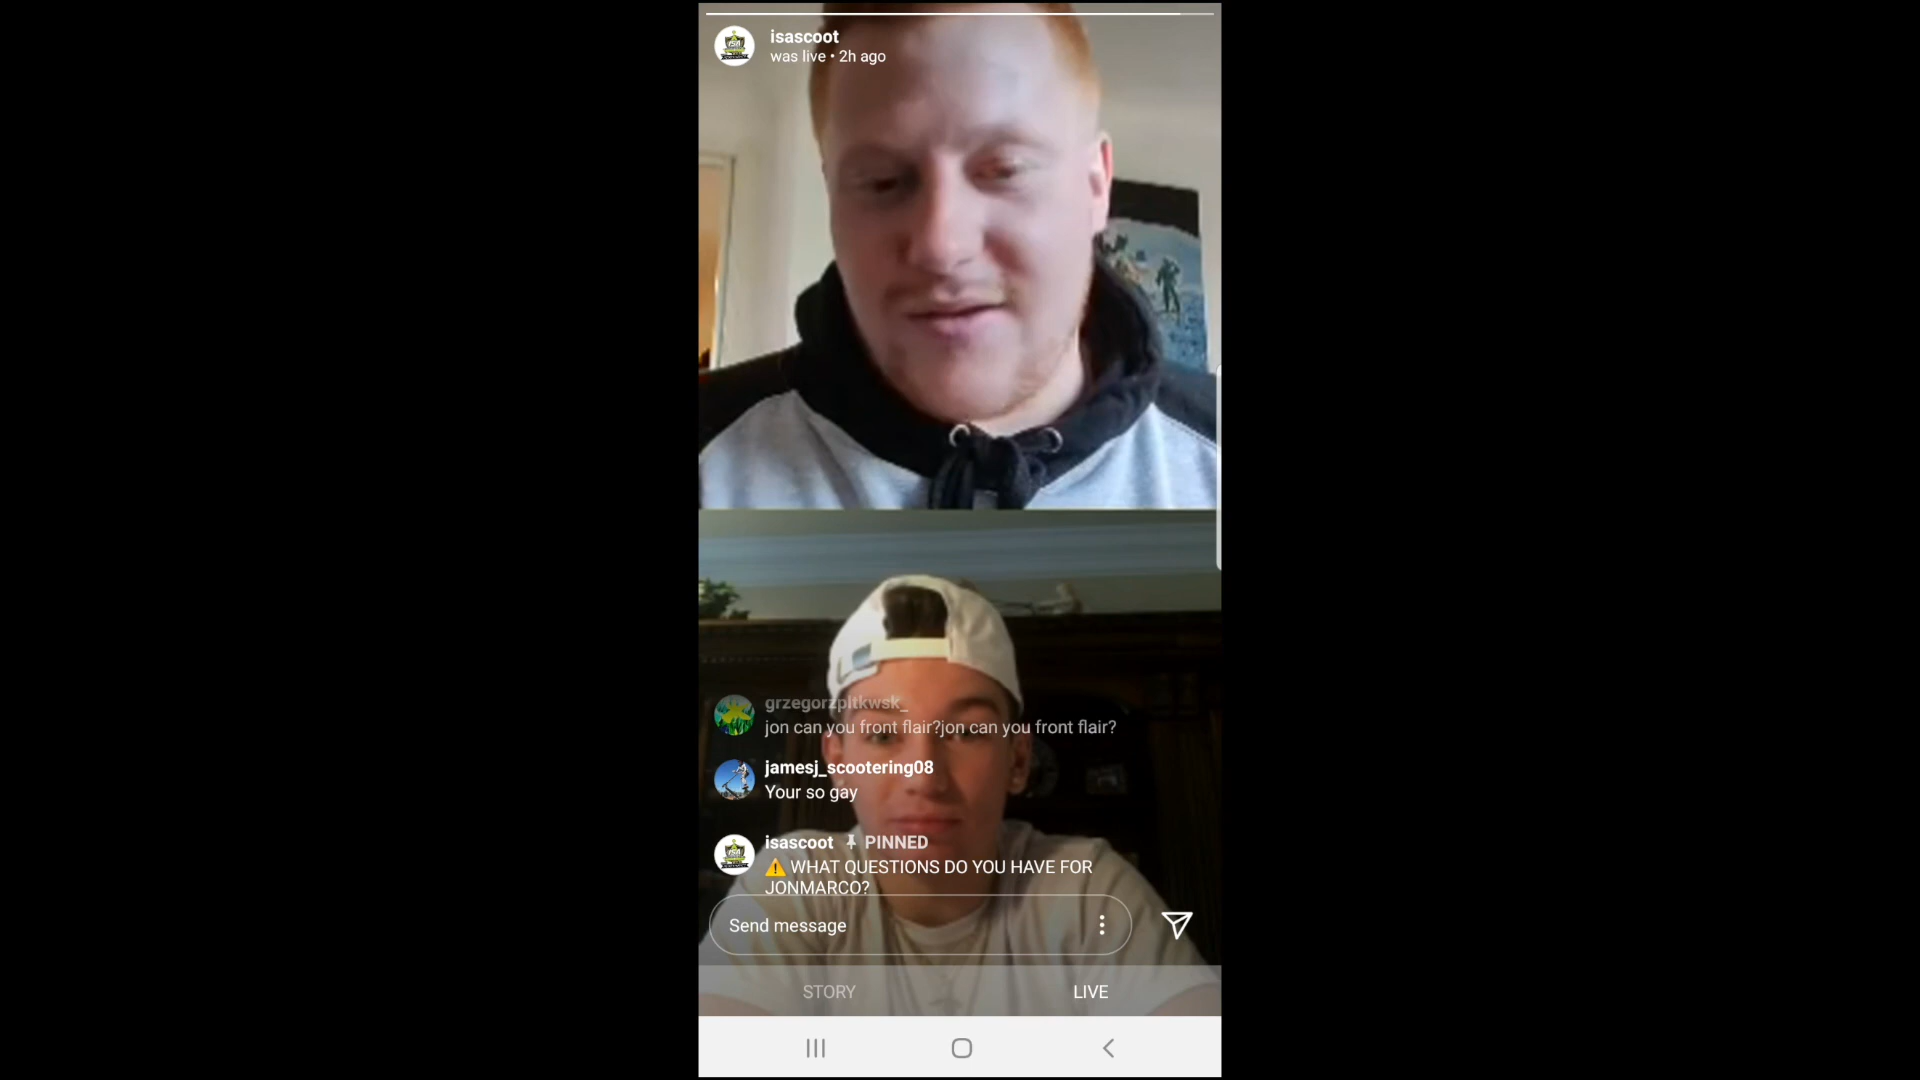 isascoot
was live • 2h ago
grzegorzpltkwsk_
jon can you front flair?jon can you front flair?
jamesj_scootering08
Your so gay
isascoot PINNED
⚠️ WHAT QUESTIONS DO YOU HAVE FOR
JONMARCO?
Send message
STORY
LIVE